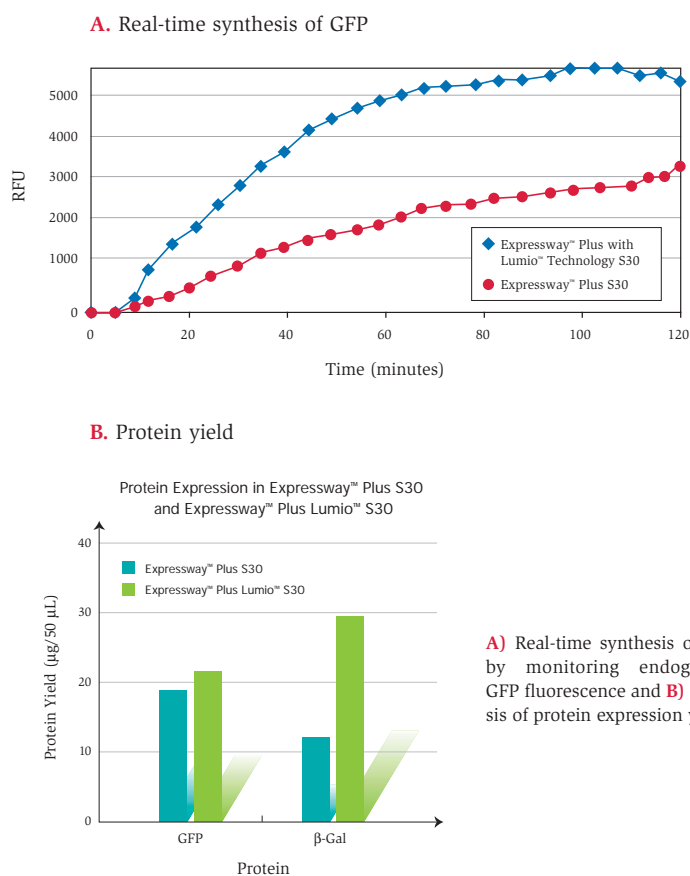 A. Real-time synthesis of GFP
RFU
5000
4000
3000
2000
1000
0
0 20 40 60 80 100 120
Time (minutes)
Expressway™ Plus with
Lumio™ Technology S30
Expressway™ Plus S30
B. Protein yield
Protein Expression in Expressway™ Plus S30
and Expressway™ Plus Lumio™ S30
Protein Yield (µg/50 µL)
40
30
20
10
0
Expressway™ Plus S30
Expressway™ Plus Lumio™ S30
GFP β-Gal
Protein
A) Real-time synthesis o
by monitoring endog
GFP fluorescence and B)
sis of protein expression y